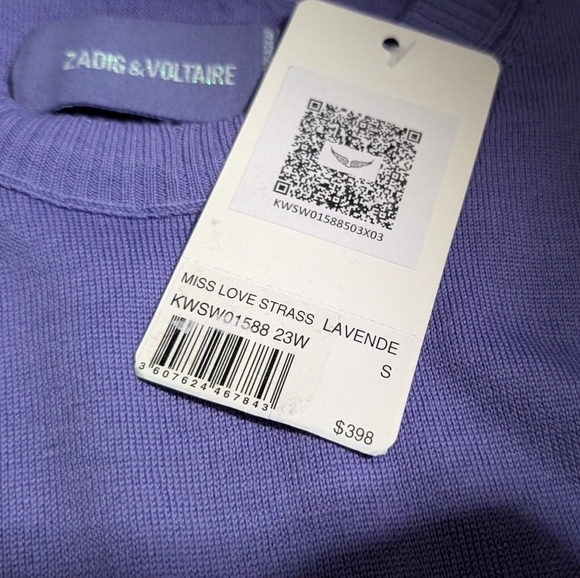 ZADIG & VOLTAIRE
KWSW01588503X03
MISS LOVE STRASS LAVENDE
KWSW01588 23W
S
3 607624 467843
$398